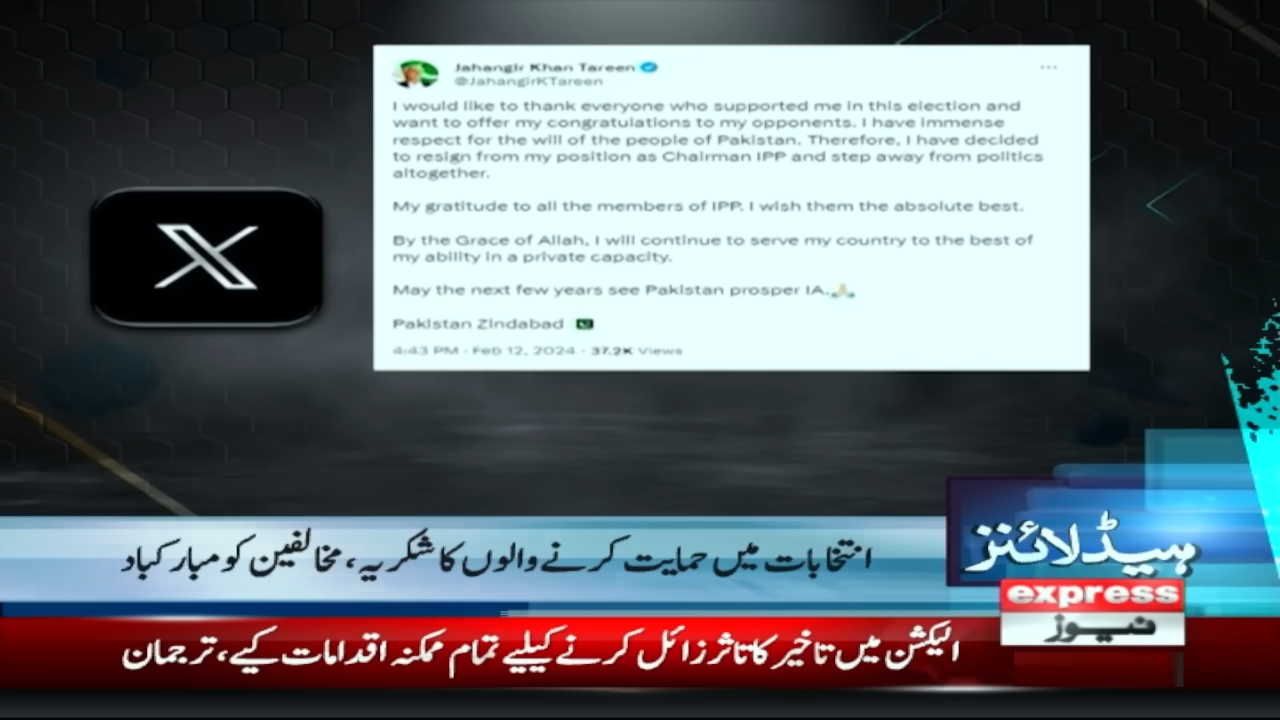 X
Jahangir Khan Tareen
@JahangirKTareen
I would like to thank everyone who supported me in this election and
want to offer my congratulations to my opponents. I have immense
respect for the will of the people of Pakistan. Therefore, I have decided
to resign from my position as Chairman IPP and step away from politics
altogether.
My gratitude to all the members of IPP. I wish them the absolute best.
By the Grace of Allah, I will continue to serve my country to the best of
my ability in a private capacity.
May the next few years see Pakistan prosper IA.🙏🏼
Pakistan Zindabad 🇵🇰
4:43 PM · Feb 12, 2024 · 37.2K Views
انتخابات میں حمایت کرنے والوں کا شکریہ، مخالفین کو مبارکباد
ہیڈلائنز
express
نیوز
الیکشن میں تاخیر کا تاثر زائل کرنے کیلیے تمام ممکنہ اقدامات کیے، ترجمان